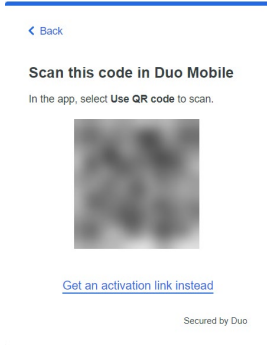 Back
Scan this code in Duo Mobile
In the app, select Use QR code to scan.
Get an activation link instead
Secured by Duo